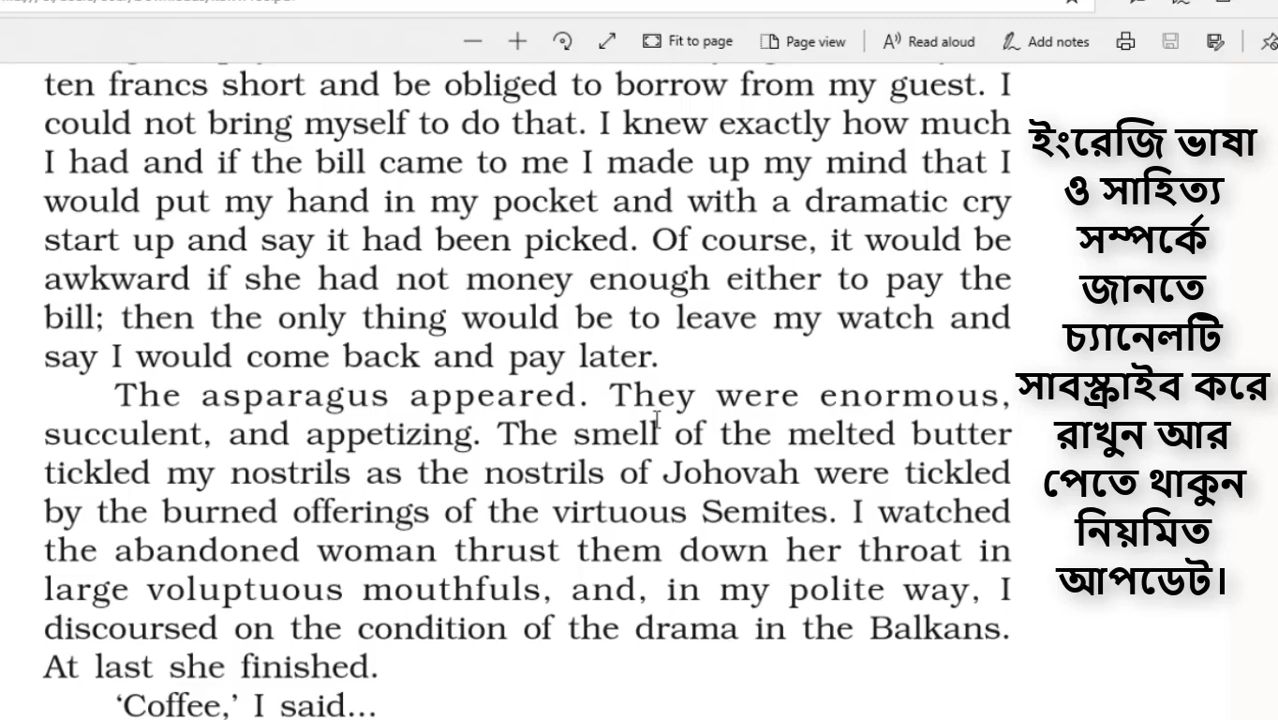 Fit to page
Page view
Read aloud
Add notes
ten francs short and be obliged to borrow from my guest. I
could not bring myself to do that. I knew exactly how much
I had and if the bill came to me I made up my mind that I
would put my hand in my pocket and with a dramatic cry
start up and say it had been picked. Of course, it would be
awkward if she had not money enough either to pay the
bill; then the only thing would be to leave my watch and
say I would come back and pay later.
The asparagus appeared. They were enormous,
succulent, and appetizing. The smell of the melted butter
tickled my nostrils as the nostrils of Johovah were tickled
by the burned offerings of the virtuous Semites. I watched
the abandoned woman thrust them down her throat in
large voluptuous mouthfuls, and, in my polite way, I
discoursed on the condition of the drama in the Balkans.
At last she finished.
‘Coffee,’ I said...
ইংরেজি ভাষা
ও সাহিত্য
সম্পর্কে
জানতে
চ্যানেলটি
সাবস্ক্রাইব করে
রাখুন আর
পেতে থাকুন
নিয়মিত
আপডেট।